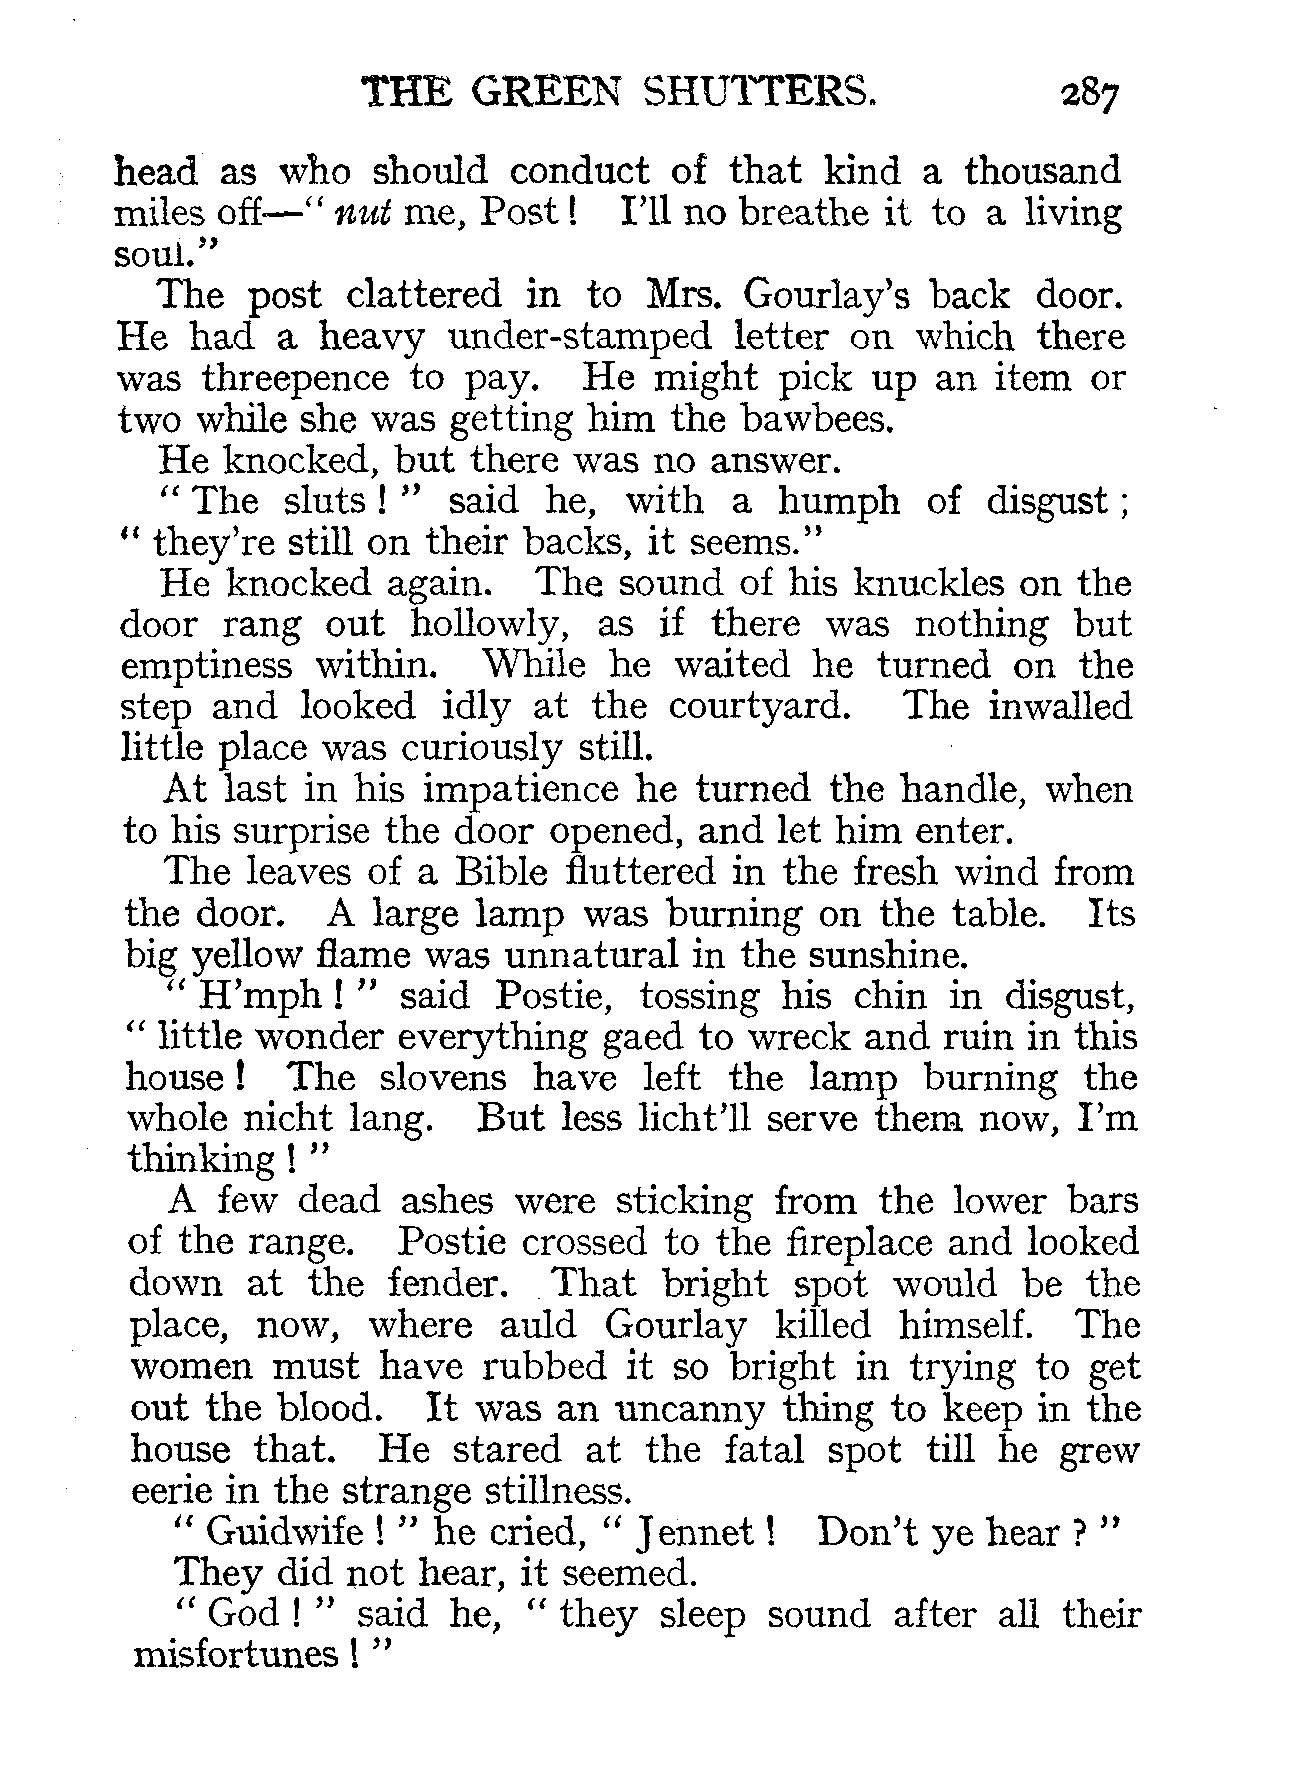 THE GREEN SHUTTERS. 287
head as who should conduct of that kind a thousand
miles off—" nut me, Post ! I'll no breathe it to a living
soul."
The post clattered in to Mrs. Gourlay's back door.
He had a heavy under-stamped letter on which there
was threepence to pay. He might pick up an item or
two while she was getting him the bawbees.
He knocked, but there was no answer.
" The sluts ! " said he, with a humph of disgust ;
" they're still on their backs, it seems."
He knocked again. The sound of his knuckles on the
door rang out hollowly, as if there was nothing but
emptiness within. While he waited he turned on the
step and looked idly at the courtyard. The inwalled
little place was curiously still.
At last in his impatience he turned the handle, when
to his surprise the door opened, and let him enter.
The leaves of a Bible fluttered in the fresh wind from
the door. A large lamp was burning on the table. Its
big yellow flame was unnatural in the sunshine.
" H'mph ! " said Postie, tossing his chin in disgust,
" little wonder everything gaed to wreck and ruin in this
house ! The slovens have left the lamp burning the
whole nicht lang. But less licht'll serve them now, I'm
thinking ! "
A few dead ashes were sticking from the lower bars
of the range. Postie crossed to the fireplace and looked
down at the fender. That bright spot would be the
place, now, where auld Gourlay killed himself. The
women must have rubbed it so bright in trying to get
out the blood. It was an uncanny thing to keep in the
house that. He stared at the fatal spot till he grew
eerie in the strange stillness.
" Guidwife ! " he cried, " Jennet ! Don't ye hear ? "
They did not hear, it seemed.
" God ! " said he, " they sleep sound after all their
misfortunes ! "